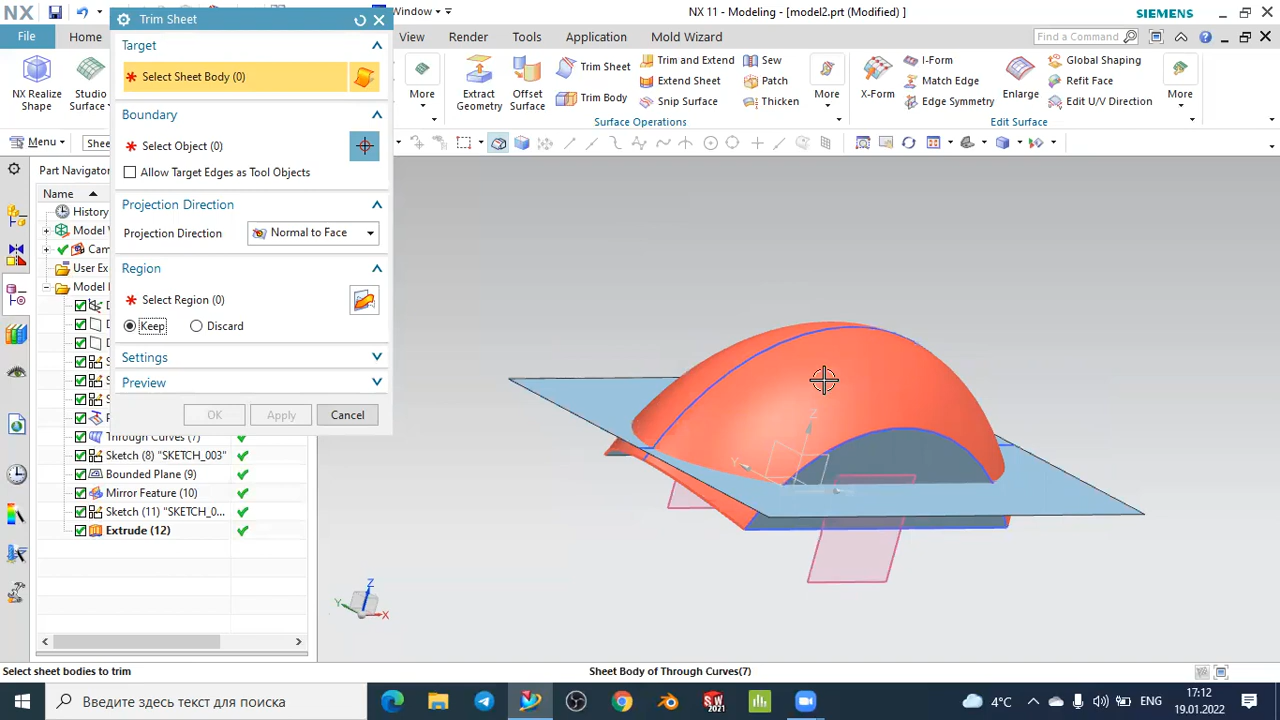 Window
NX 11 - Modeling - [model2.prt (Modified) ]
SIEMENS
Trim Sheet
File
Home
View
Render
Tools
Application
Mold Wizard
Find a Command
NX Realize Shape
Studio Surface
More
Extract Geometry
Offset Surface
Trim Sheet
Trim Body
Trim and Extend
Extend Sheet
Snip Surface
Sew
Patch
Thicken
More
Surface Operations
X-Form
I-Form
Match Edge
Edge Symmetry
Enlarge
Global Shaping
Refit Face
Edit U/V Direction
More
Edit Surface
Menu
Shee
Target
Select Sheet Body (0)
Boundary
Select Object (0)
Allow Target Edges as Tool Objects
Projection Direction
Projection Direction
Normal to Face
Region
Select Region (0)
Keep
Discard
Settings
Preview
OK
Apply
Cancel
Part Navigato
Name
History
Model V
Cam
User Ex
Model H
Through Curves (7)
Sketch (8) "SKETCH_003"
Bounded Plane (9)
Mirror Feature (10)
Sketch (11) "SKETCH_0...
Extrude (12)
Z
Y
Z
Y
X
Select sheet bodies to trim
Sheet Body of Through Curves(7)
Введите здесь текст для поиска
SW
2021
4°C
ENG
17:12
19.01.2022